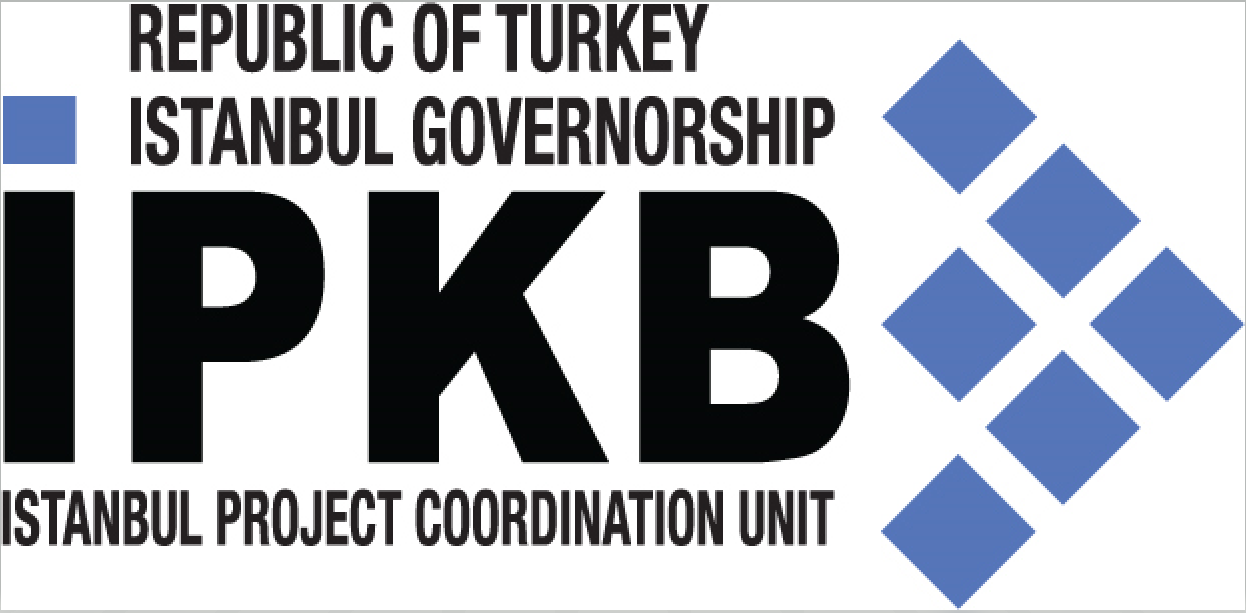 REPUBLIC OF TURKEY
ISTANBUL GOVERNORSHIP
iPKB
ISTANBUL PROJECT COORDINATION UNIT